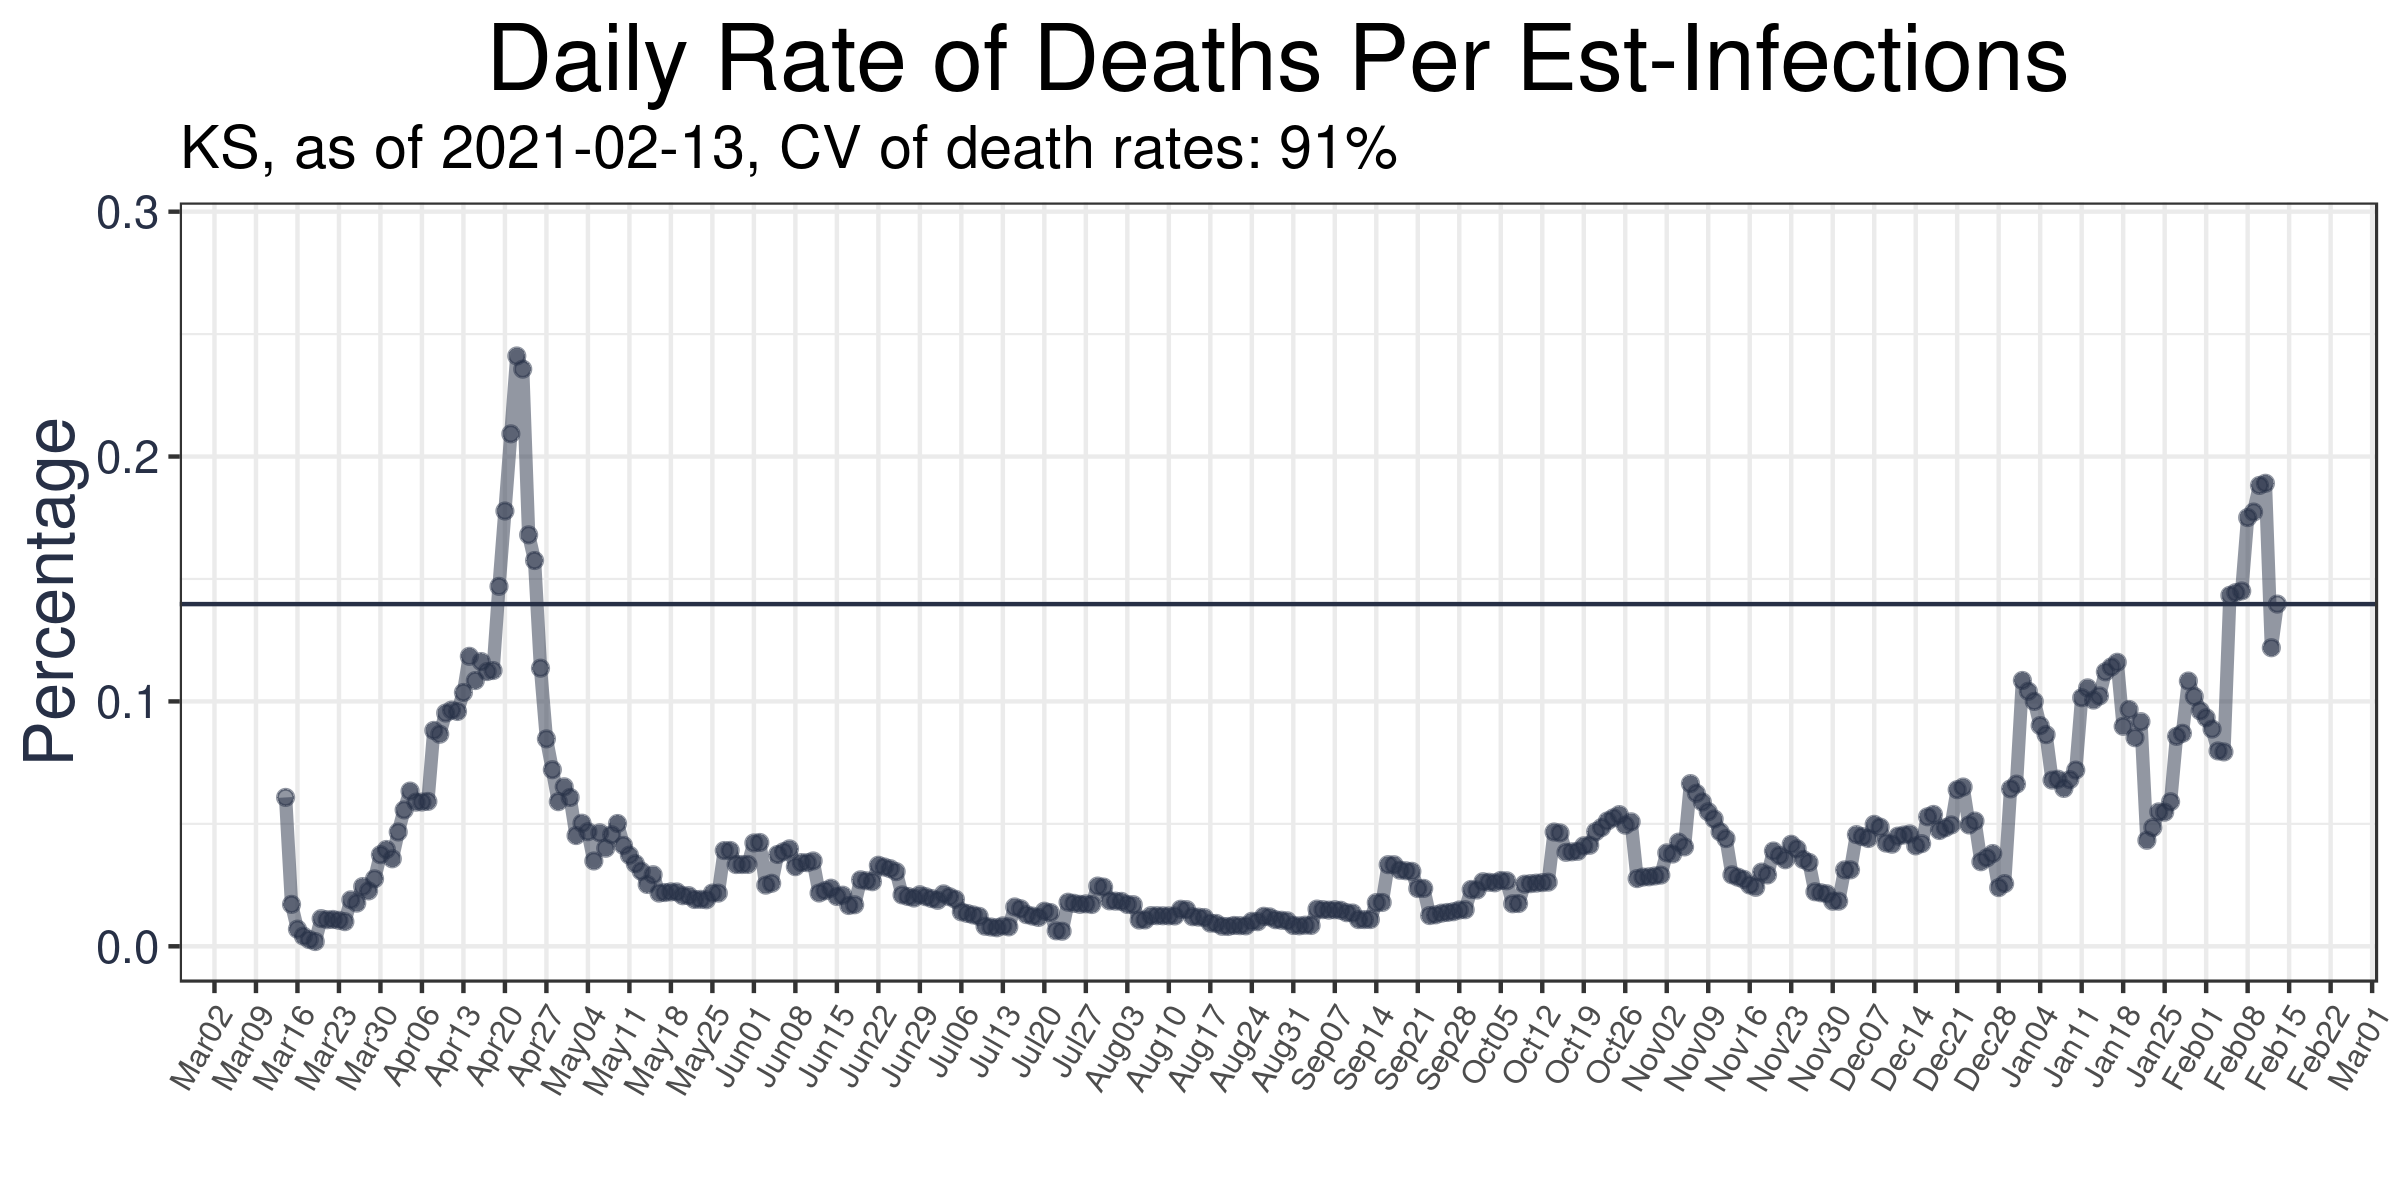 Daily Rate of Deaths Per Est-Infections
KS, as of 2021-02-13, CV of death rates: 91%
Percentage
0.3
0.2
0.1
0.0
Mar02 Mar09 Mar16 Mar23 Mar30 Apr06 Apr13 Apr20 Apr27 May04 May11 May18 May25 Jun01 Jun08 Jun15 Jun22 Jun29 Jul06 Jul13 Jul20 Jul27 Aug03 Aug10 Aug17 Aug24 Aug31 Sep07 Sep14 Sep21 Sep28 Oct05 Oct12 Oct19 Oct26 Nov02 Nov09 Nov16 Nov23 Nov30 Dec07 Dec14 Dec21 Dec28 Jan04 Jan11 Jan18 Jan25 Feb01 Feb08 Feb15 Feb22 Mar01